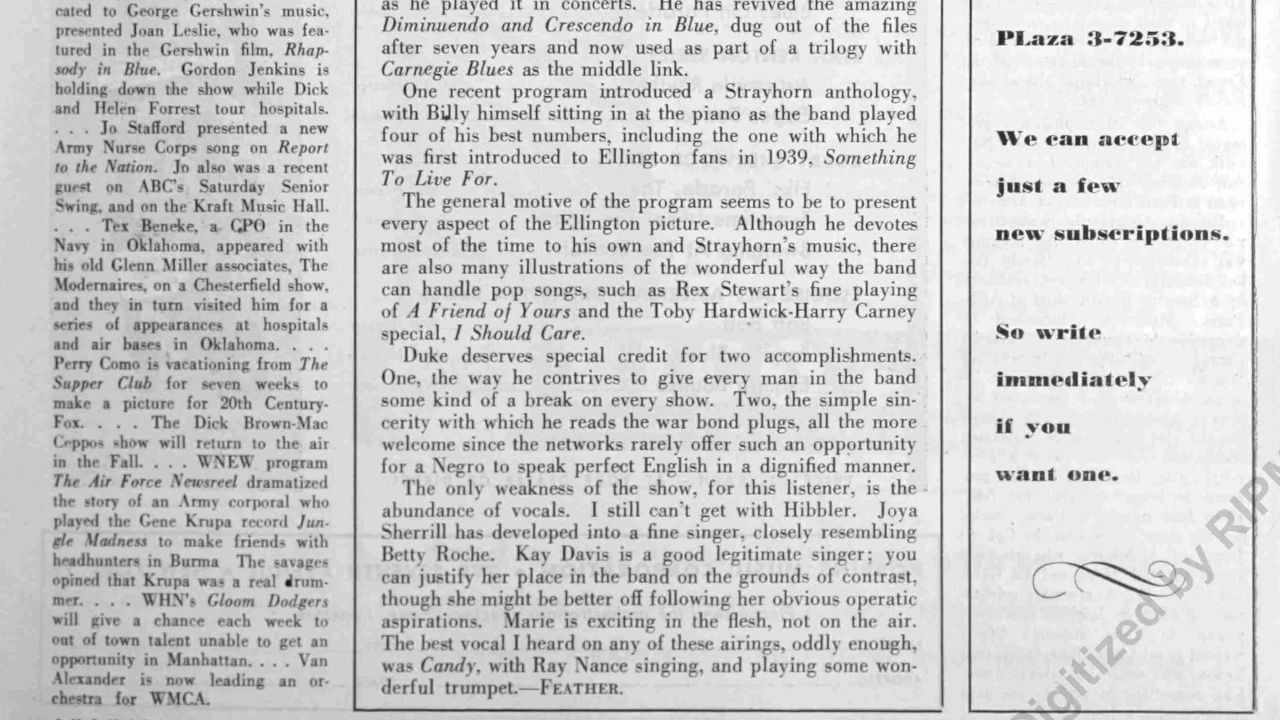 cated to George Gershwin's music,
presented Joan Leslie, who was fea-
tured in the Gershwin film, Rhap-
sody in Blue. Gordon Jenkins is
holding down the show while Dick
and Helen Forrest tour hospitals.
. . . Jo Stafford presented a new
Army Nurse Corps song on Report
to the Nation. Jo also was a recent
guest on ABC's Saturday Senior
Swing, and on the Kraft Music Hall.
. . . Tex Beneke, a CPO in the
Navy in Oklahoma, appeared with
his old Glenn Miller associates, The
Modernaires, on a Chesterfield show,
and they in turn visited him for a
series of appearances at hospitals
and air bases in Oklahoma. . . .
Perry Como is vacationing from The
Supper Club for seven weeks to
make a picture for 20th Century-
Fox. . . . The Dick Brown-Mac
Ceppos show will return to the air
in the Fall. . . . WNEW program
The Air Force Newsreel dramatized
the story of an Army corporal who
played the Gene Krupa record Jun-
gle Madness to make friends with
headhunters in Burma The savages
opined that Krupa was a real drum-
mer. . . . WHN's Gloom Dodgers
will give a chance each week to
out of town talent unable to get an
opportunity in Manhattan. . . . Van
Alexander is now leading an or-
chestra for WMCA.
as he played it in concerts. He has revived the amazing
Diminuendo and Crescendo in Blue, dug out of the files
after seven years and now used as part of a trilogy with
Carnegie Blues as the middle link.
One recent program introduced a Strayhorn anthology,
with Billy himself sitting in at the piano as the band played
four of his best numbers, including the one with which he
was first introduced to Ellington fans in 1939, Something
To Live For.
The general motive of the program seems to be to present
every aspect of the Ellington picture. Although he devotes
most of the time to his own and Strayhorn's music, there
are also many illustrations of the wonderful way the band
can handle pop songs, such as Rex Stewart's fine playing
of A Friend of Yours and the Toby Hardwick-Harry Carney
special, I Should Care.
Duke deserves special credit for two accomplishments.
One, the way he contrives to give every man in the band
some kind of a break on every show. Two, the simple sin-
cerity with which he reads the war bond plugs, all the more
welcome since the networks rarely offer such an opportunity
for a Negro to speak perfect English in a dignified manner.
The only weakness of the show, for this listener, is the
abundance of vocals. I still can't get with Hibbler. Joya
Sherrill has developed into a fine singer, closely resembling
Betty Roche. Kay Davis is a good legitimate singer; you
can justify her place in the band on the grounds of contrast,
though she might be better off following her obvious operatic
aspirations. Marie is exciting in the flesh, not on the air.
The best vocal I heard on any of these airings, oddly enough,
was Candy, with Ray Nance singing, and playing some won-
derful trumpet.—FEATHER.
PLaza 3-7253.
We can accept
just a few
new subscriptions.
So write
immediately
if you
want one.
Digitized by RIPM